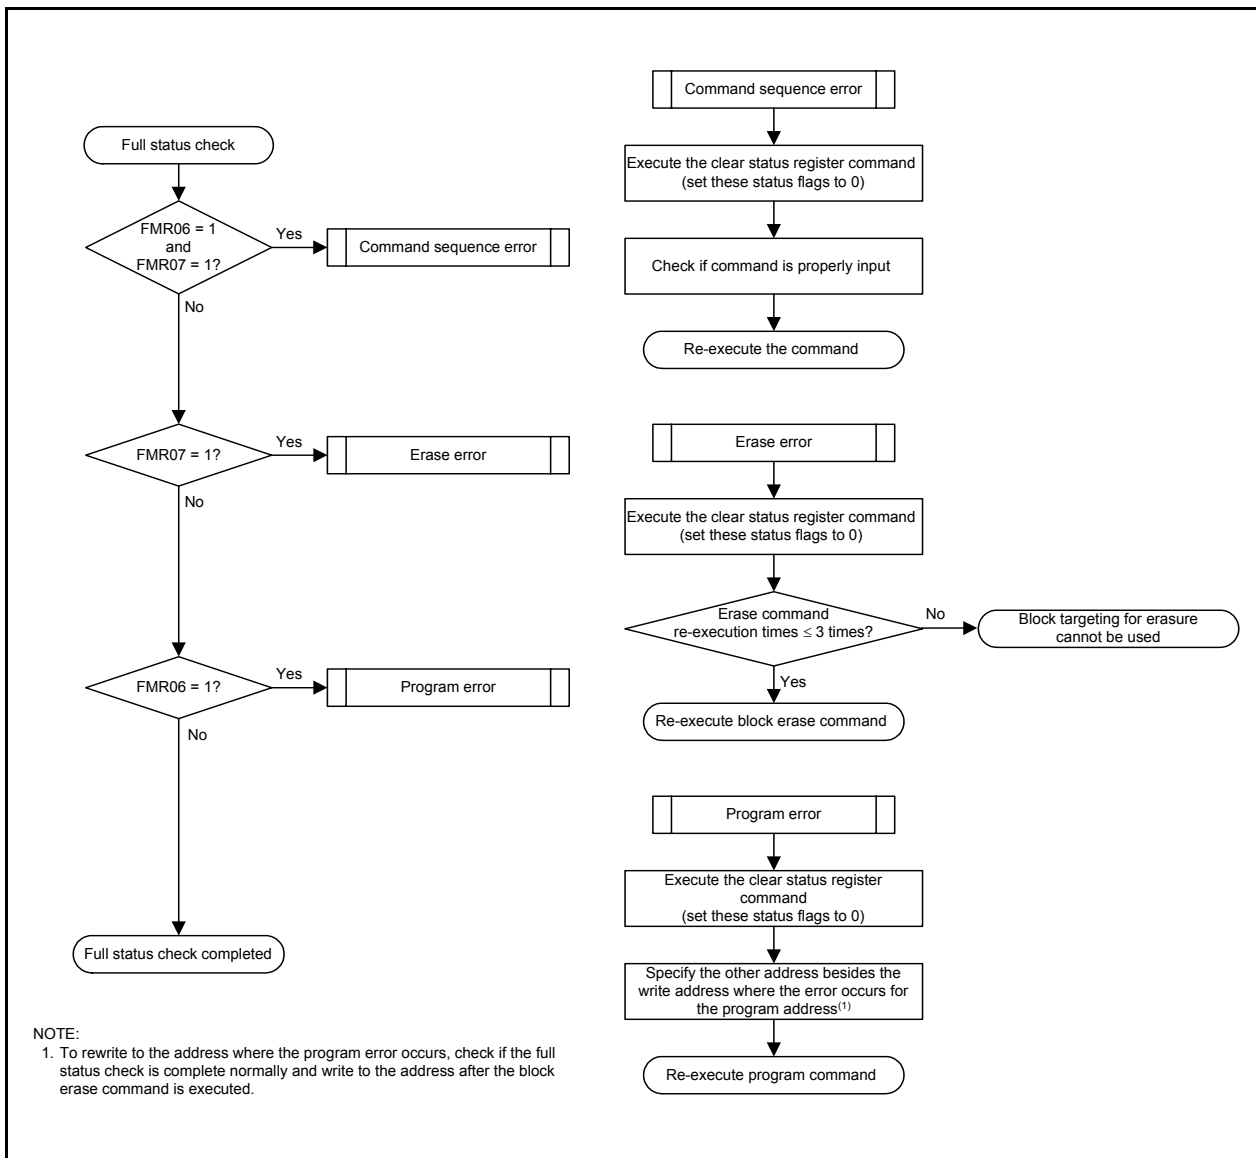 Full status check
FMR06 = 1
and
FMR07 = 1?
Yes
Command sequence error
No
FMR07 = 1?
Yes
Erase error
No
FMR06 = 1?
Yes
Program error
No
Full status check completed
Command sequence error
Execute the clear status register command
(set these status flags to 0)
Check if command is properly input
Re-execute the command
Erase error
Execute the clear status register command
(set these status flags to 0)
Erase command
re-execution times ≤ 3 times?
No
Block targeting for erasure
cannot be used
Yes
Re-execute block erase command
Program error
Execute the clear status register
command
(set these status flags to 0)
Specify the other address besides the
write address where the error occurs for
the program address(1)
Re-execute program command
NOTE:
1. To rewrite to the address where the program error occurs, check if the full
status check is complete normally and write to the address after the block
erase command is executed.